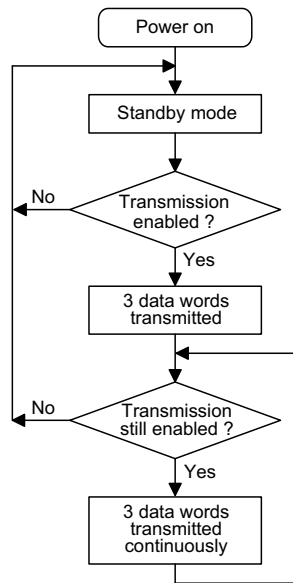 Power on
Standby mode
No
Transmission
enabled ?
Yes
3 data words
transmitted
No
Transmission
still enabled ?
Yes
3 data words
transmitted
continuously